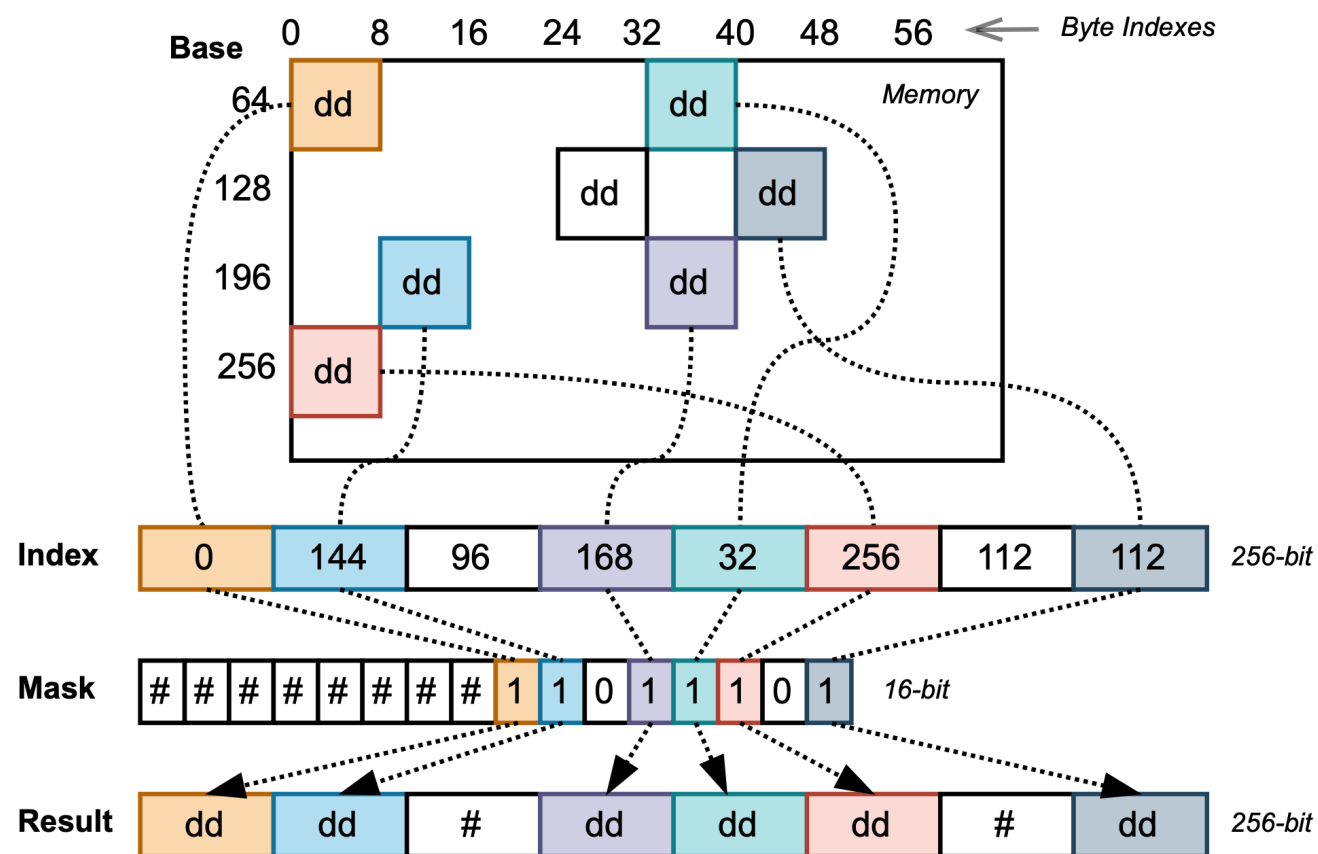 0 8 16 24 32 40 48 56 Byte Indexes
Base
64 dd dd Memory
128 dd dd
196 dd dd
256 dd
Index 0 144 96 168 32 256 112 112 256-bit
Mask # # # # # # # # 1 1 0 1 1 1 0 1 16-bit
Result dd dd # dd dd dd # dd 256-bit